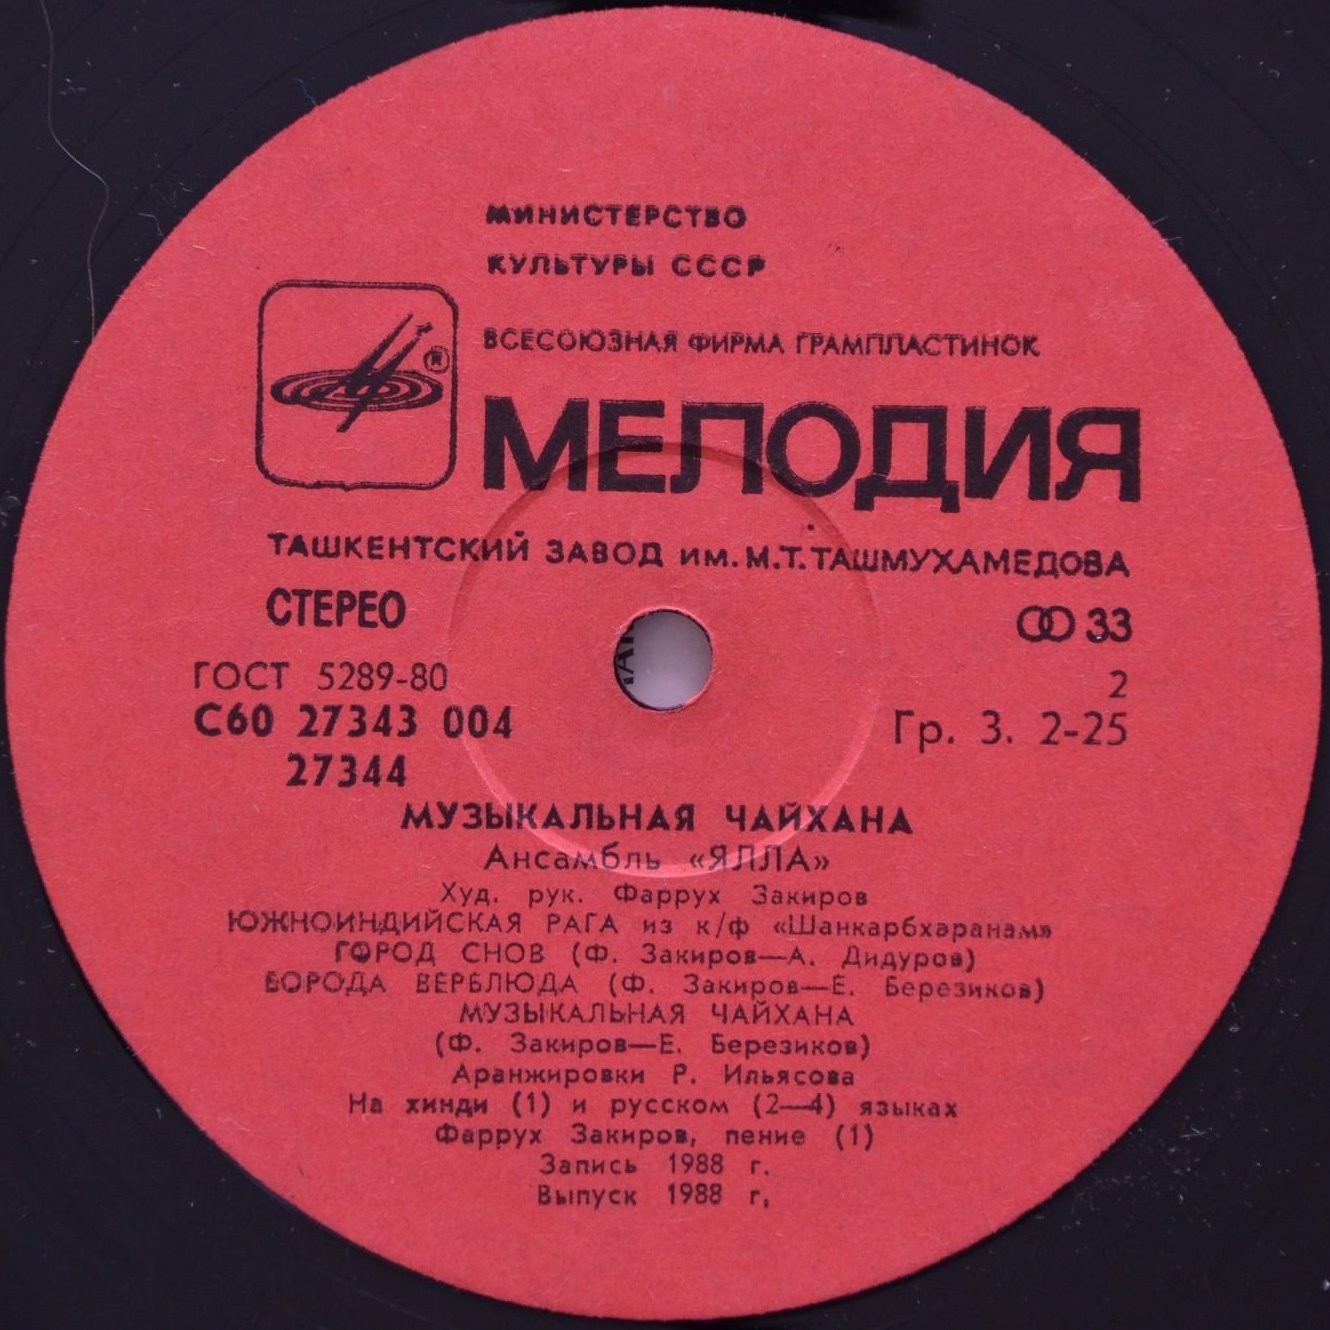 МИНИСТЕРСТВО
КУЛЬТУРЫ СССР
ВСЕСОЮЗНАЯ ФИРМА ГРАМПЛАСТИНОК
®
МЕЛОДИЯ
ТАШКЕНТСКИЙ ЗАВОД ИМ. М.Т. ТАШМУХАМЕДОВА
СТЕРЕО 33
ГОСТ 5289-80 2
С60 27343 004 Гр. 3. 2-25
27344
МУЗЫКАЛЬНАЯ ЧАЙХАНА
Ансамбль «ЯЛЛА»
Худ. рук. Фаррух Закиров
ЮЖНОИНДИЙСКАЯ РАГА из к/ф «Шанкарбхаранам»
ГОРОД СНОВ (Ф. Закиров—А. Дидуров)
БОРОДА ВЕРБЛЮДА (Ф. Закиров—Е. Березиков)
МУЗЫКАЛЬНАЯ ЧАЙХАНА
(Ф. Закиров—Е. Березиков)
Аранжировки Р. Ильясова
На хинди (1) и русском (2—4) языках
Фаррух Закиров, пение (1)
Запись 1988 г.
Выпуск 1988 г.